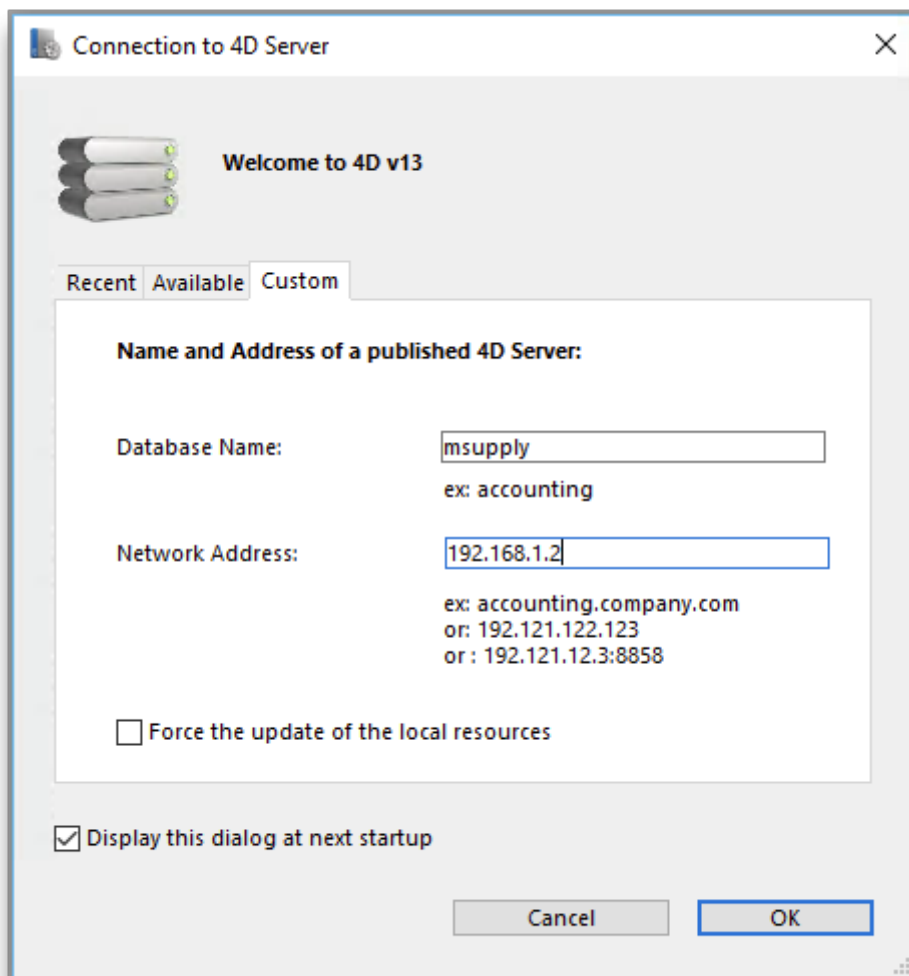 Connection to 4D Server
Welcome to 4D v13
Recent Available Custom
Name and Address of a published 4D Server:
Database Name: msupply
ex: accounting
Network Address: 192.168.1.2
ex: accounting.company.com
or: 192.121.122.123
or : 192.121.12.3:8858
Force the update of the local resources
Display this dialog at next startup
Cancel OK